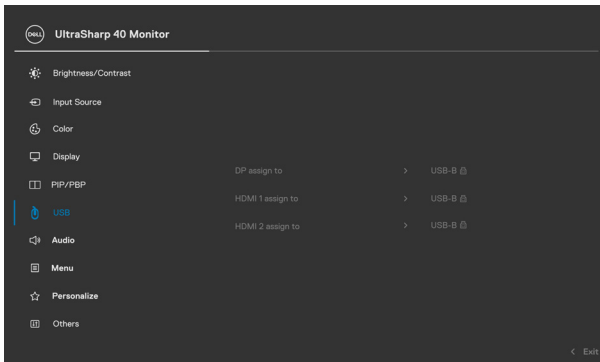 DELL UltraSharp 40 Monitor
Brightness/Contrast
Input Source
Color
Display
PIP/PBP
USB
Audio
Menu
Personalize
Others
DP assign to > USB-B
HDMI 1 assign to > USB-B
HDMI 2 assign to > USB-B
< Exit